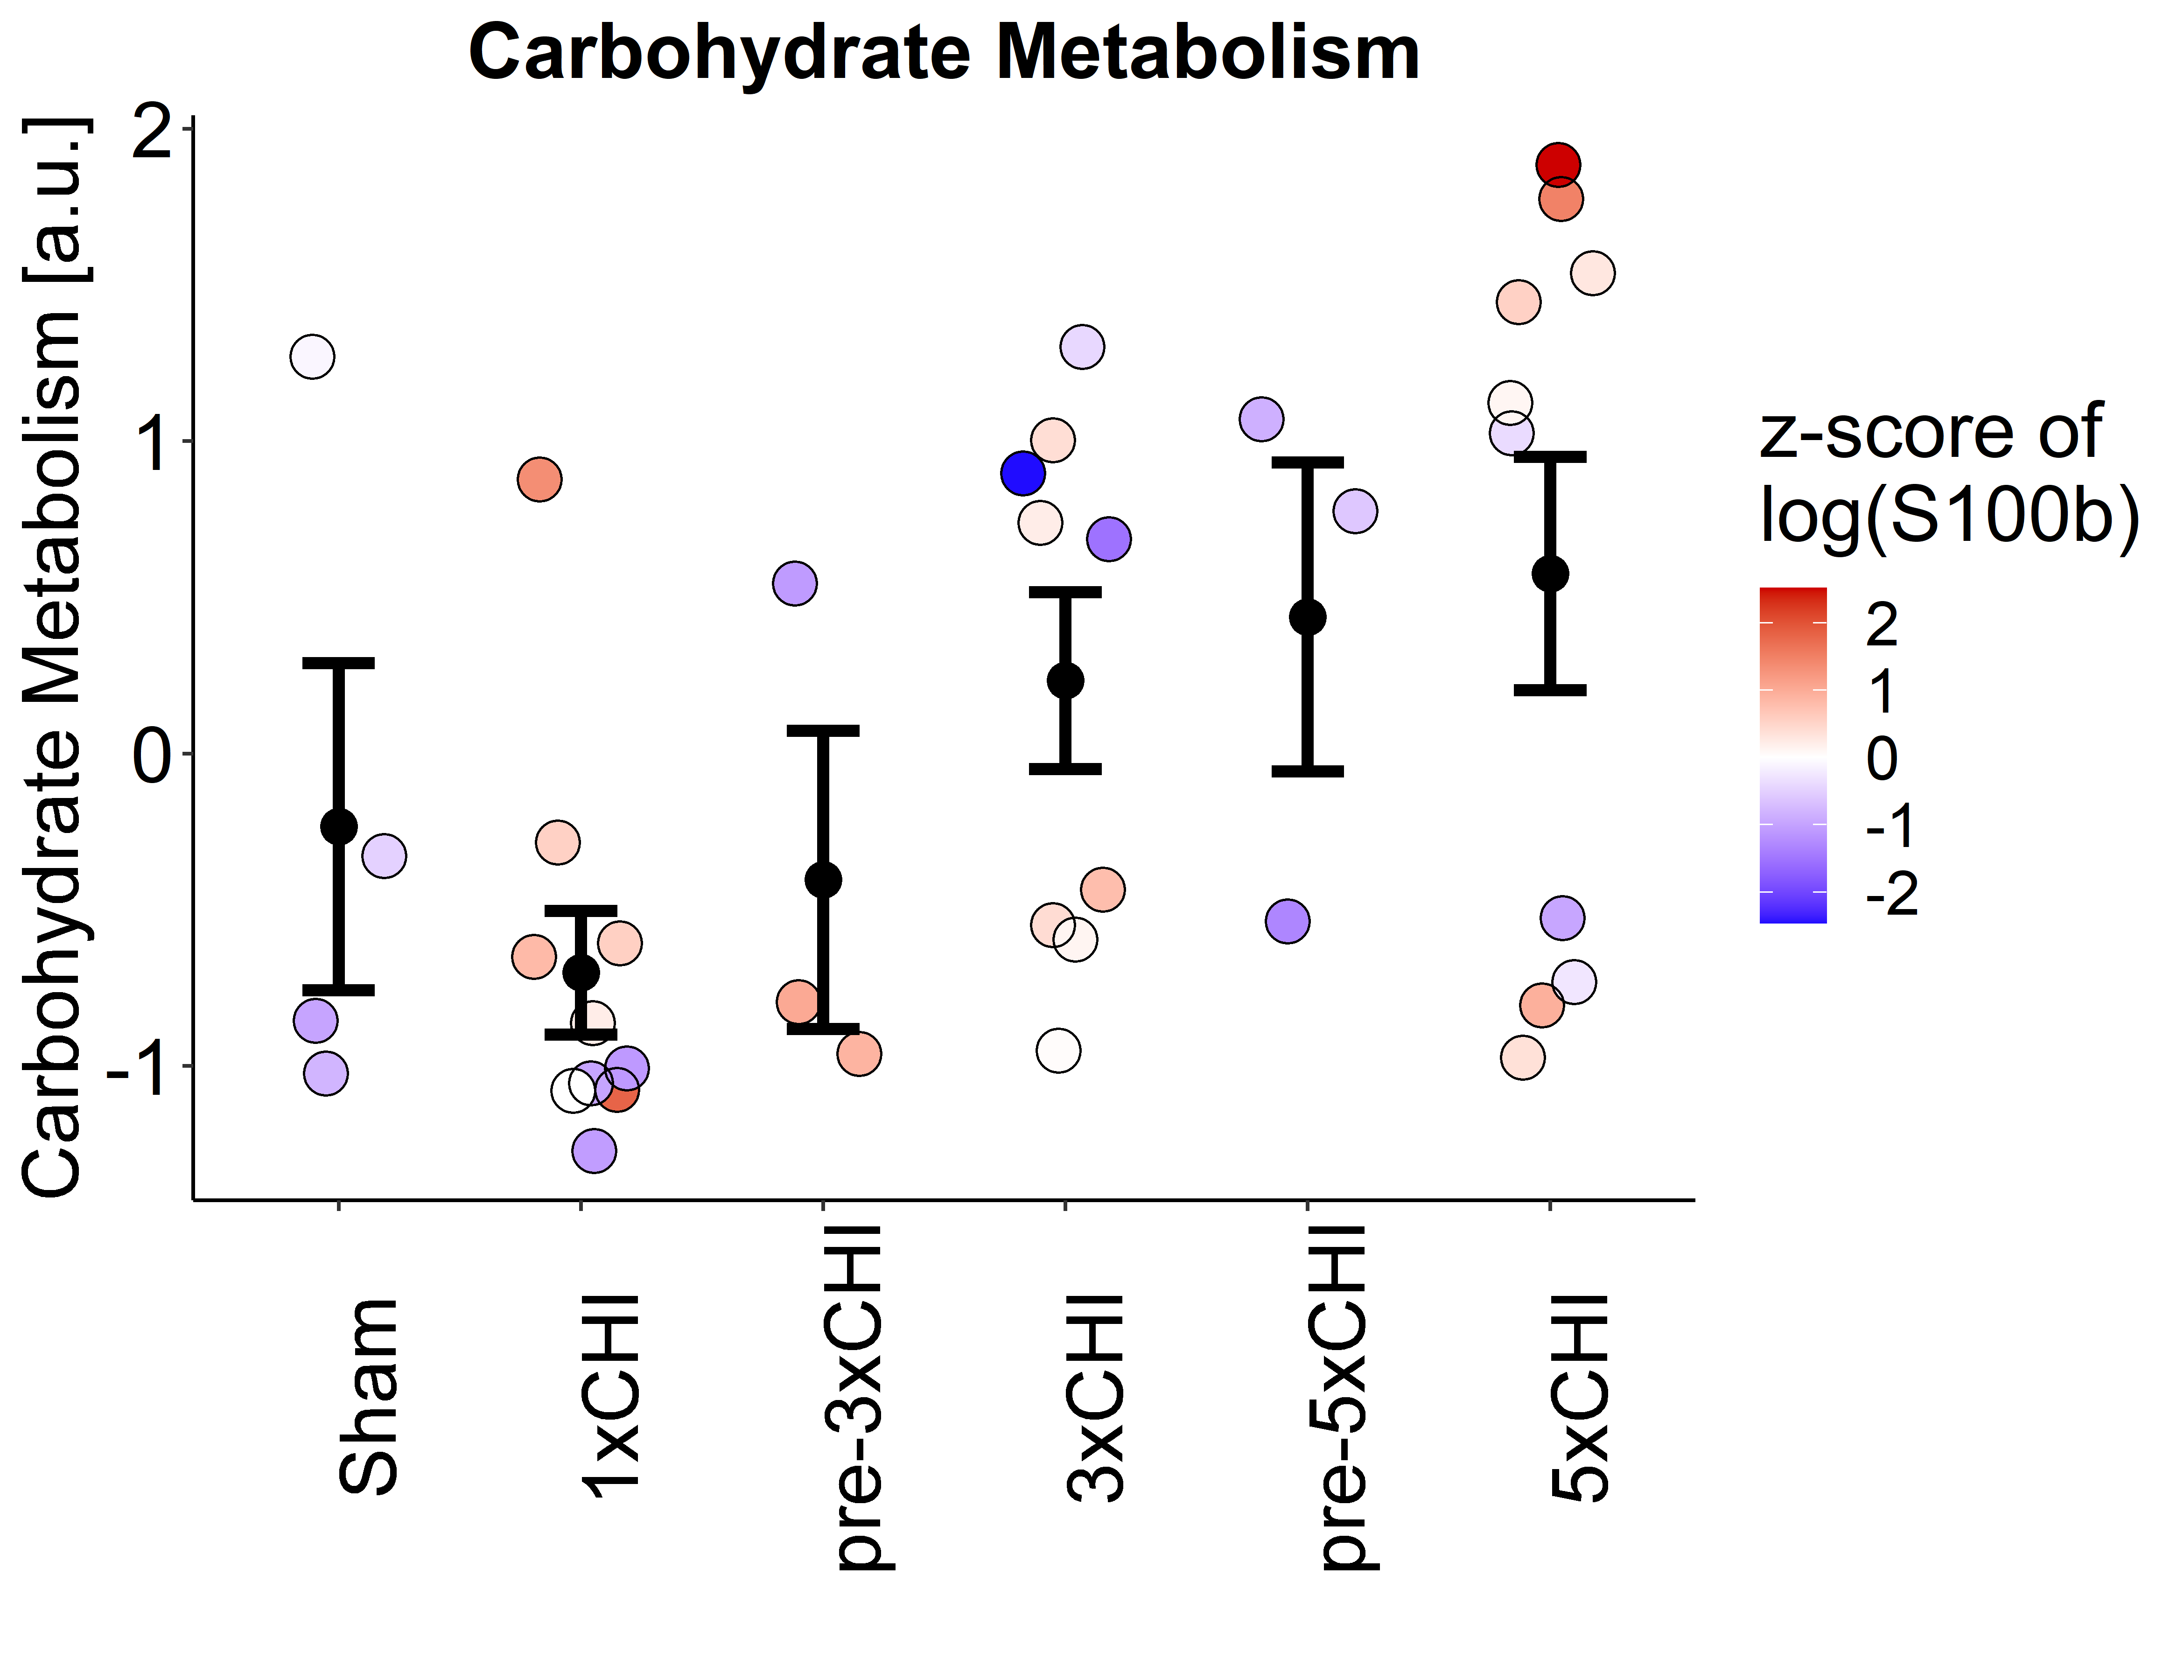 Carbohydrate Metabolism
Carbohydrate Metabolism [a.u.]
2
1
0
-1
Sham
1xCHI
pre-3xCHI
3xCHI
pre-5xCHI
5xCHI
z-score of
log(S100b)
2
1
0
-1
-2